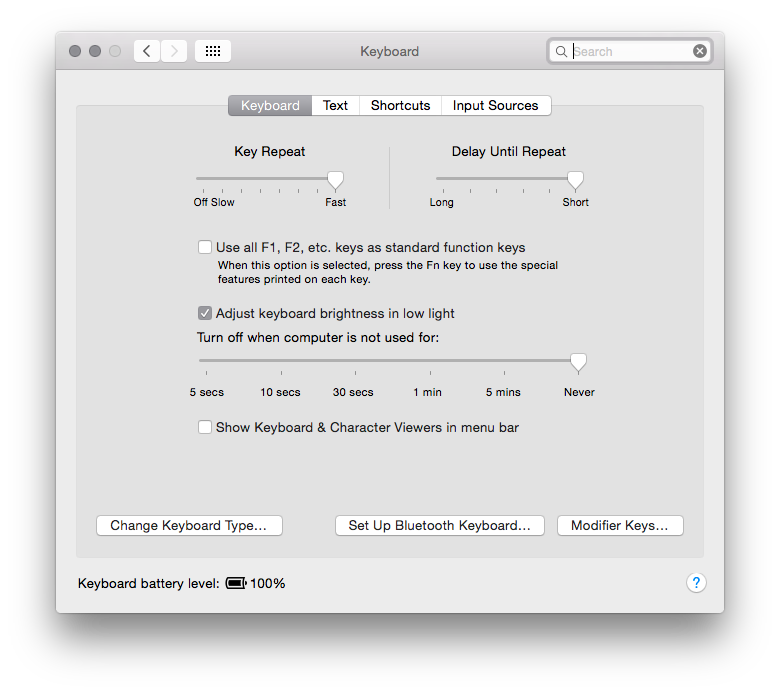 Keyboard
Search
Keyboard Text Shortcuts Input Sources
Key Repeat
Delay Until Repeat
Off Slow Fast
Long Short
Use all F1, F2, etc. keys as standard function keys
When this option is selected, press the Fn key to use the special
features printed on each key.
Adjust keyboard brightness in low light
Turn off when computer is not used for:
5 secs 10 secs 30 secs 1 min 5 mins Never
Show Keyboard & Character Viewers in menu bar
Change Keyboard Type… Set Up Bluetooth Keyboard… Modifier Keys…
Keyboard battery level: 100%
?